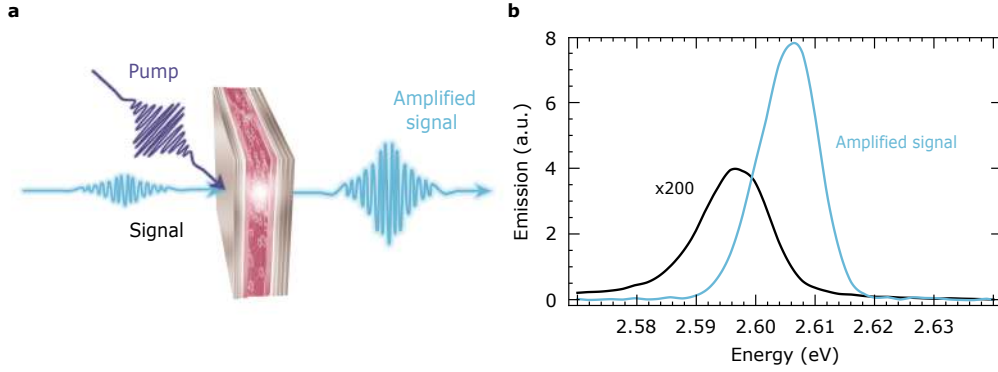 a
Pump
Amplified
signal
Signal
b
Emission (a.u.)
8
6
4
2
0
x200
Amplified signal
2.58
2.59
2.60
2.61
2.62
2.63
Energy (eV)